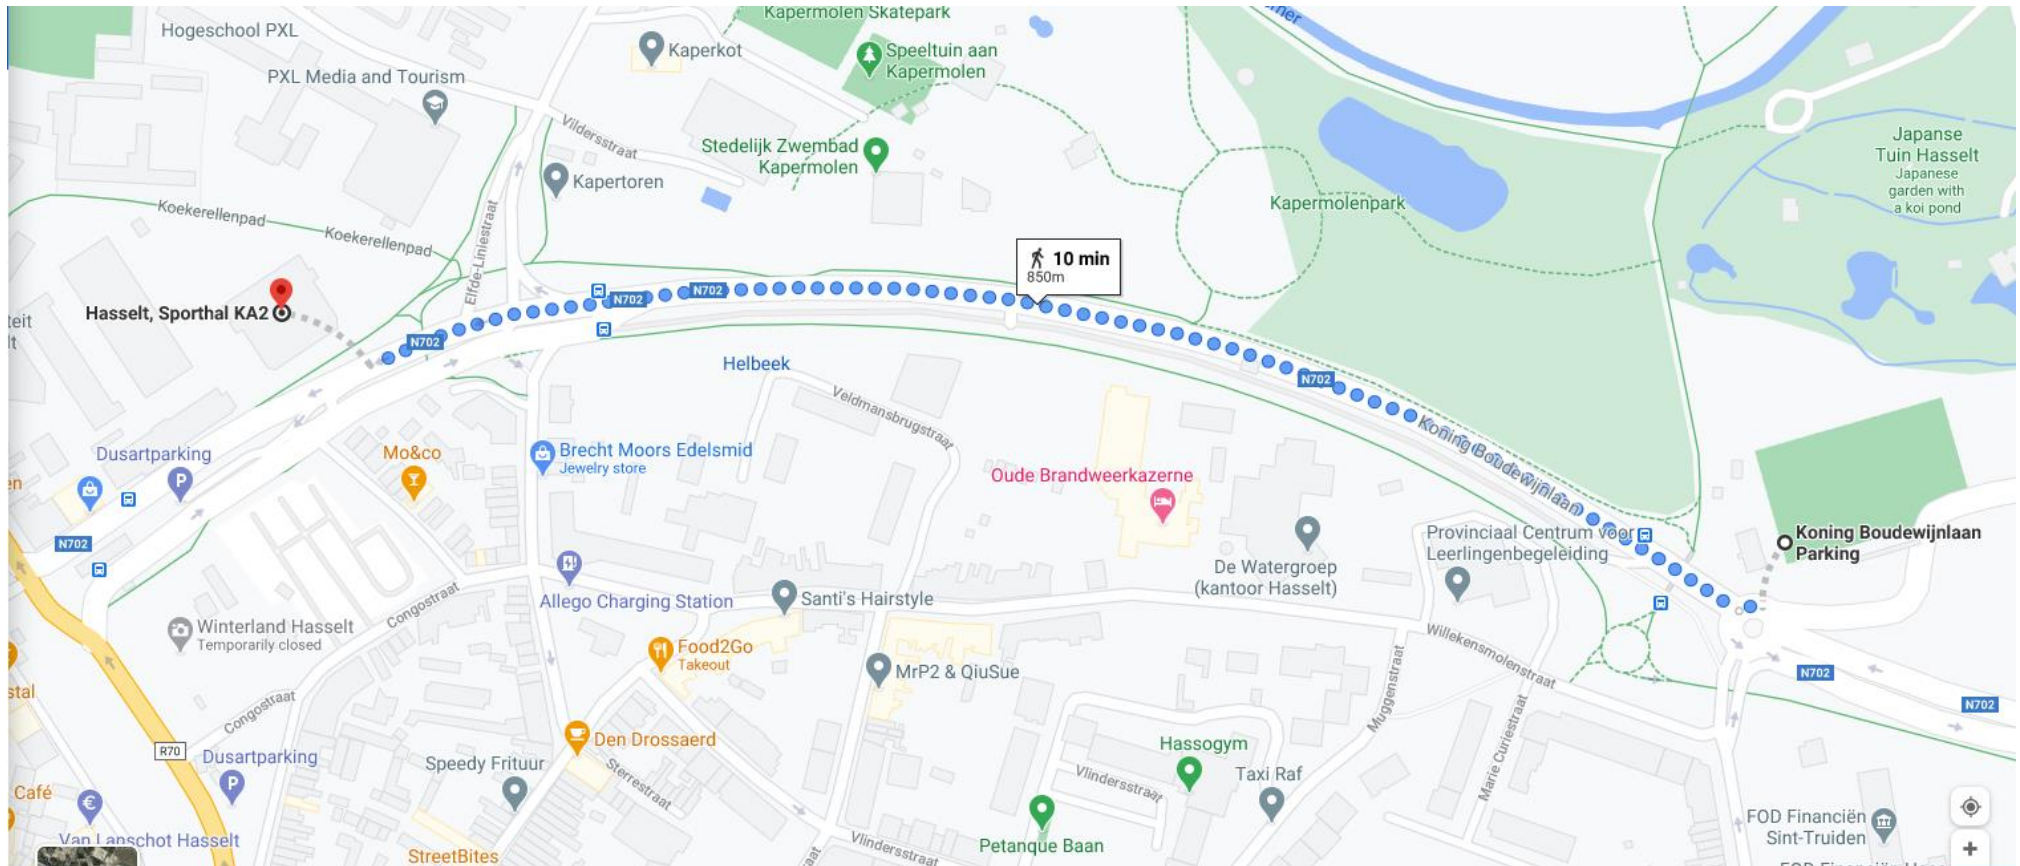 Kapermolen Skatepark
Hogeschool PXL
Kaperkot
Speeltuin aan
Kapermolen
PXL Media and Tourism
Vildersstraat
Stedelijk Zwembad
Kapermolen
Japanse
Tuin Hasselt
Japanese
garden with
a koi pond
Kapertoren
Kapermolenpark
Koekerellenpad
Koekerellenpad
Elfde-Liniestraat
10 min
850m
Hasselt, Sporthal KA2
N702
N702
N702
Helbeek
N702
Veldmansbrugstraat
Koning Boudewijnlaan
Mo&co
Brecht Moors Edelsmid
Jewelry store
Dusartparking
P
Oude Brandweerkazerne
Provinciaal Centrum voor
Leerlingenbegeleiding
Koning Boudewijnlaan
Parking
N702
De Watergroep
(kantoor Hasselt)
Allego Charging Station
Santi's Hairstyle
Congostraat
Winterland Hasselt
Temporarily closed
Food2Go
Takeout
MrP2 & QiuSue
Willekensmolenstraat
Muggenstraat
N702
N702
Congostraat
R70
Den Drossaerd
Hassogym
Marie Curiestraat
Dusartparking
P
Speedy Frituur
Sterrestraat
Vlindersstraat
Taxi Raf
Café
€
Van Lanschot Hasselt
StreetBites
Vlindersstraat
Petanque Baan
FOD Financiën
Sint-Truiden
+